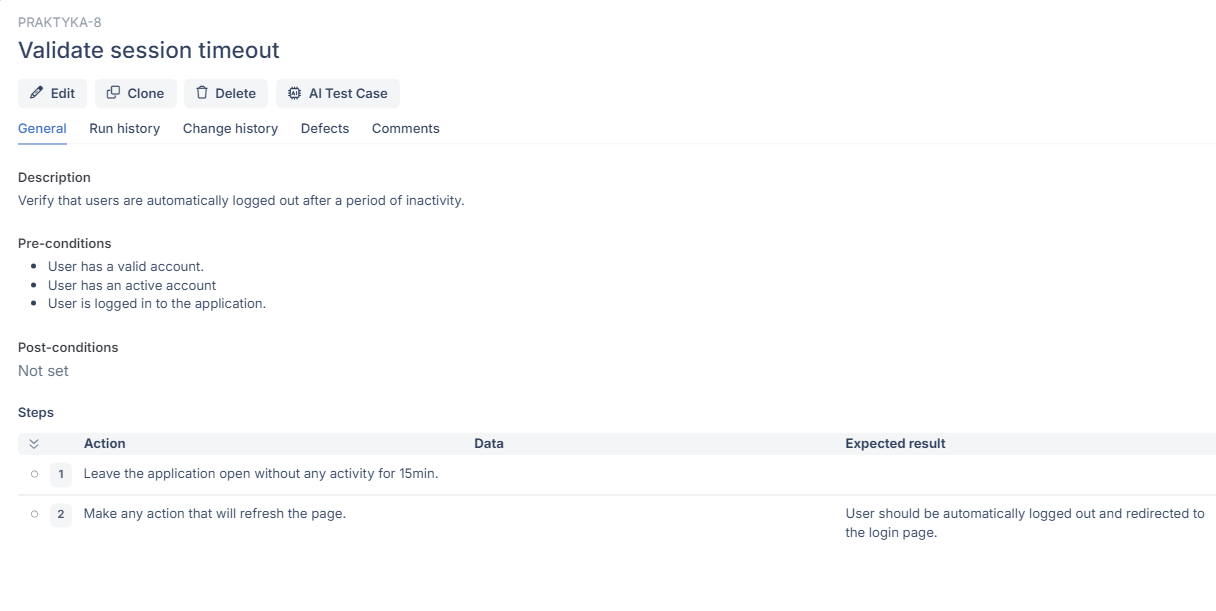 PRAKTYKA-8
Validate session timeout
Edit Clone Delete AI Test Case
General Run history Change history Defects Comments
Description
Verify that users are automatically logged out after a period of inactivity.
Pre-conditions
• User has a valid account.
• User has an active account
• User is logged in to the application.
Post-conditions
Not set
Steps
Action Data Expected result
1 Leave the application open without any activity for 15min.
2 Make any action that will refresh the page. User should be automatically logged out and redirected to
the login page.